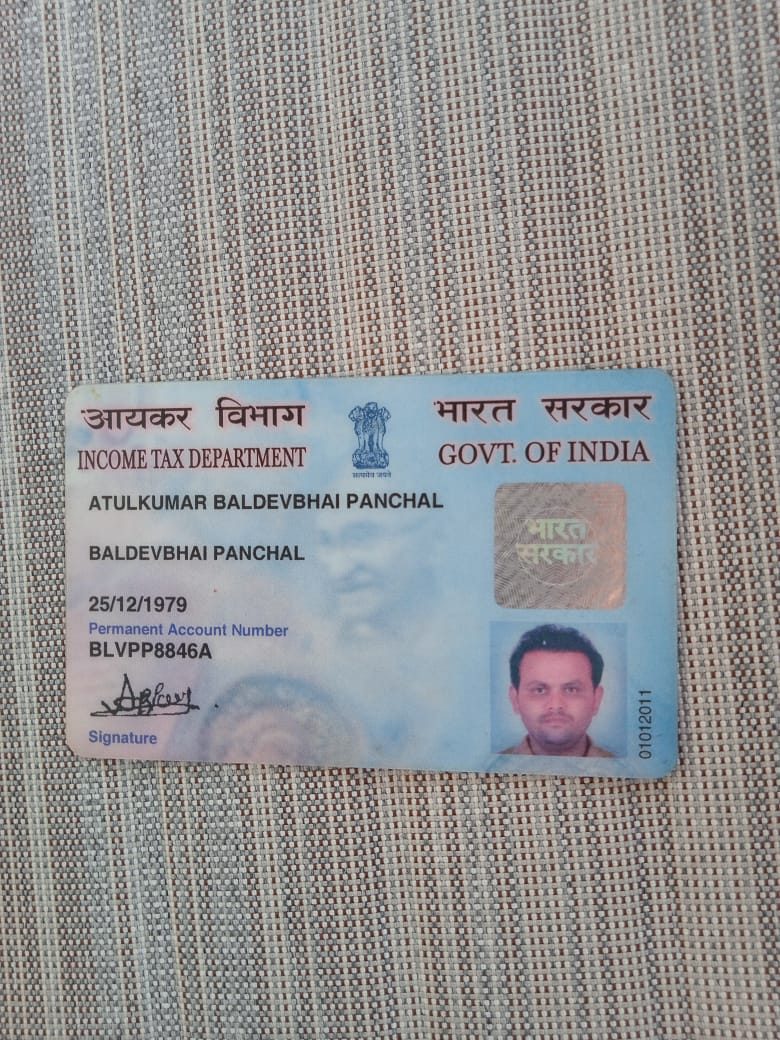 आयकर विभाग
INCOME TAX DEPARTMENT
सत्यमेव जयते
भारत सरकार
GOVT. OF INDIA
ATULKUMAR BALDEVBHAI PANCHAL
BALDEVBHAI PANCHAL
25/12/1979
Permanent Account Number
BLVPP8846A
Signature
भारत
सरकार
01012011